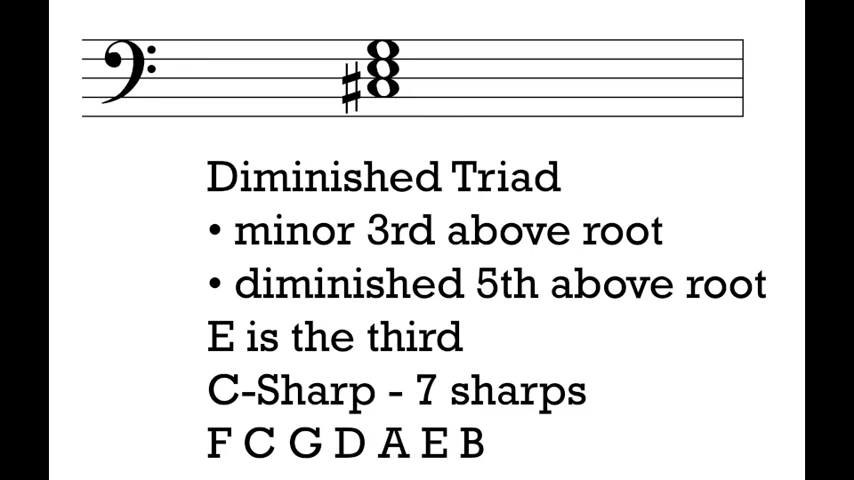 Diminished Triad
• minor 3rd above root
• diminished 5th above root
E is the third
C-Sharp - 7 sharps
F C G D A E B